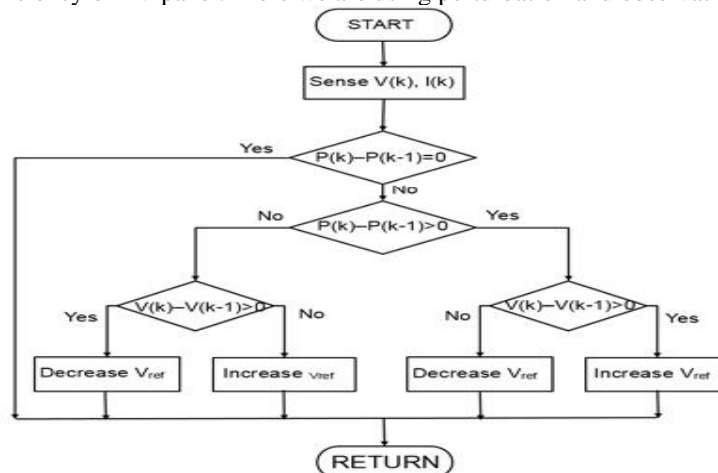 START
Sense V(k), I(k)
Yes
P(k)–P(k-1)=0
No
No
P(k)–P(k-1)>0
Yes
Yes
V(k)–V(k-1)>0
No
No
V(k)–V(k-1)>0
Yes
Decrease Vref
Increase Vref
Decrease Vref
Increase Vref
RETURN